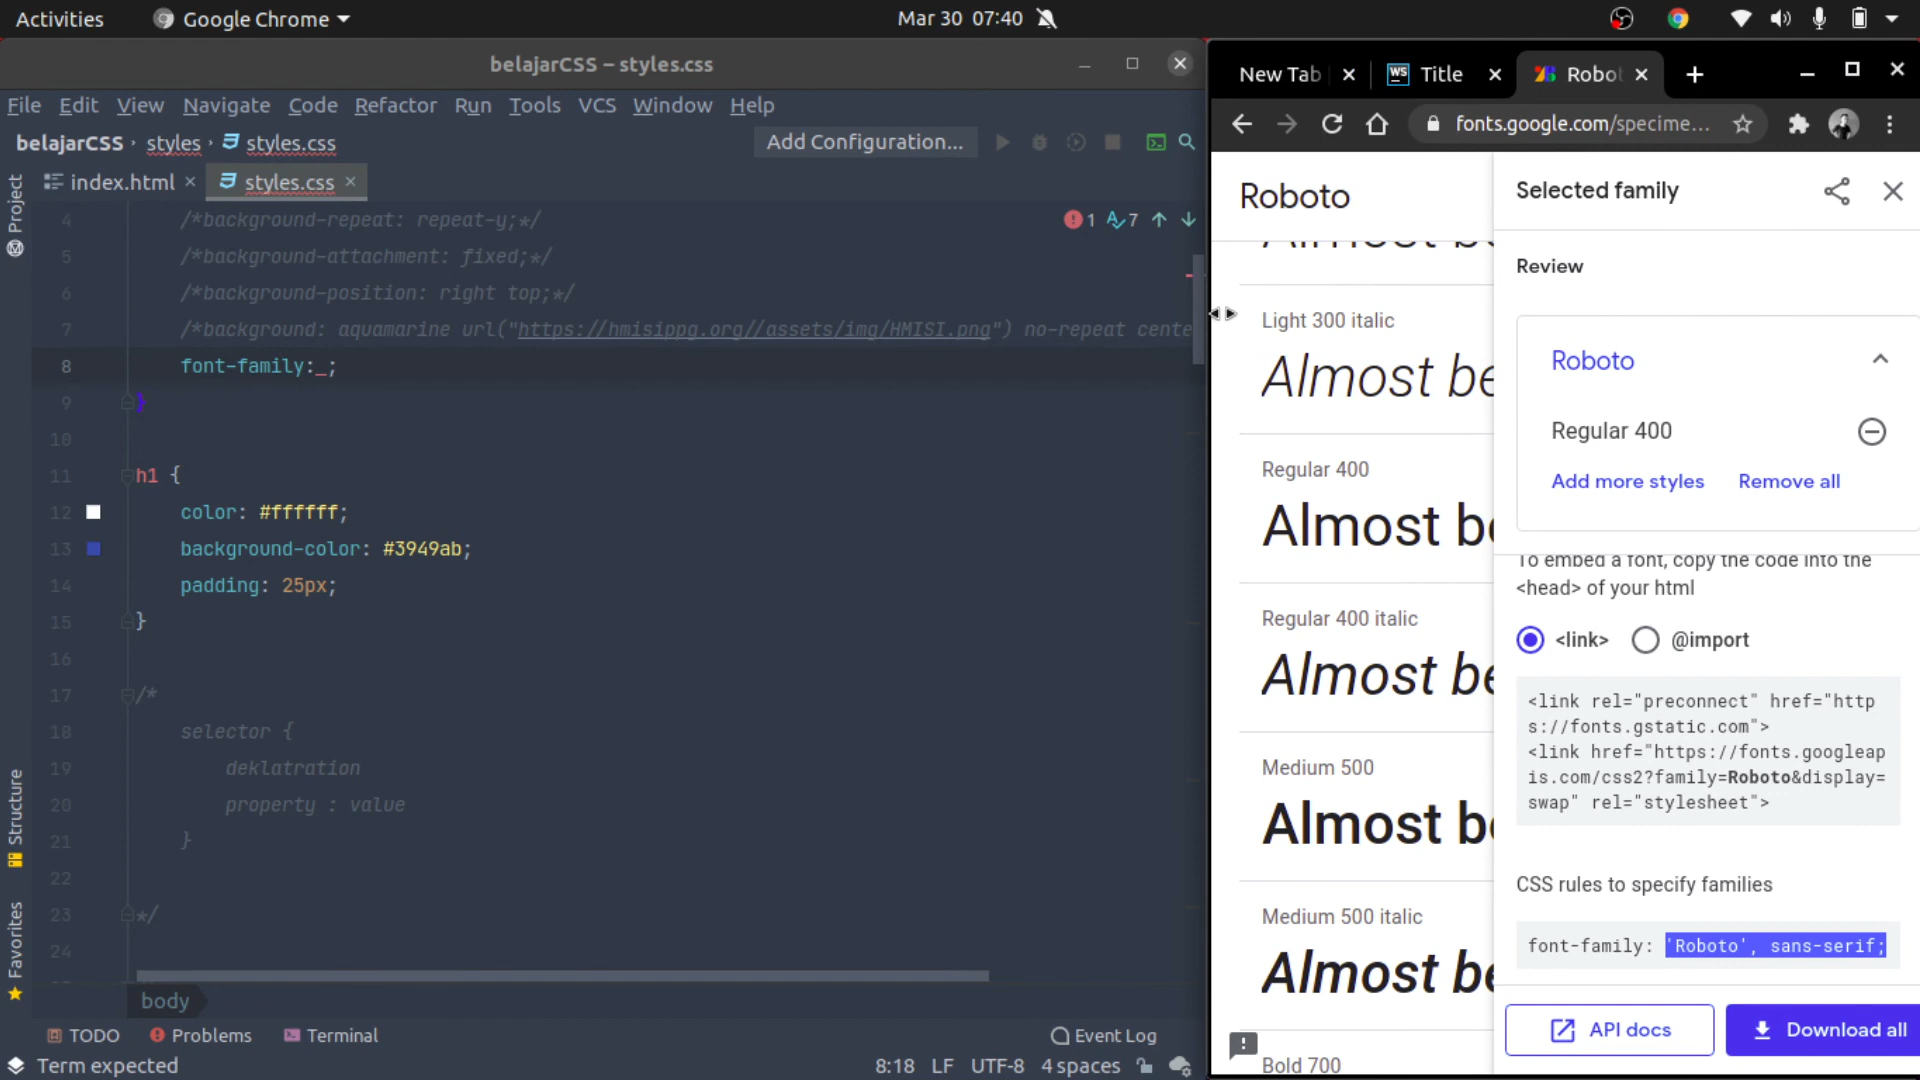 Activities
Google Chrome
Mar 30 07:40
belajarCSS – styles.css
File Edit View Navigate Code Refactor Run Tools VCS Window Help
belajarCSS styles styles.css
Add Configuration...
index.html
styles.css
Project
Structure
Favorites
1 7
4 /*background-repeat: repeat-y;*/
5 /*background-attachment: fixed;*/
6 /*background-position: right top;*/
7 /*background: aquamarine url("https://hmisippg.org//assets/img/HMISI.png") no-repeat cente
8 font-family:_;
9 }
10
11 h1 {
12 color: #ffffff;
13 background-color: #3949ab;
14 padding: 25px;
15 }
16
17 /*
18 selector {
19 deklatration
20 property : value
21 }
22
23 */
24
body
TODO Problems Terminal Event Log
Term expected 8:18 LF UTF-8 4 spaces
New Tab
WS Title
Robo
fonts.google.com/specime...
Roboto
Almost be
Light 300 italic
Almost be
Regular 400
Almost be
Regular 400 italic
Almost be
Medium 500
Almost be
Medium 500 italic
Almost be
Bold 700
Selected family
Review
Roboto
Regular 400
Add more styles Remove all
To embed a font, copy the code into the
<head> of your html
<link> @import
<link rel="preconnect" href="http
s://fonts.gstatic.com">
<link href="https://fonts.googleap
is.com/css2?family=Roboto&display=
swap" rel="stylesheet">
CSS rules to specify families
font-family: 'Roboto', sans-serif;
API docs
Download all